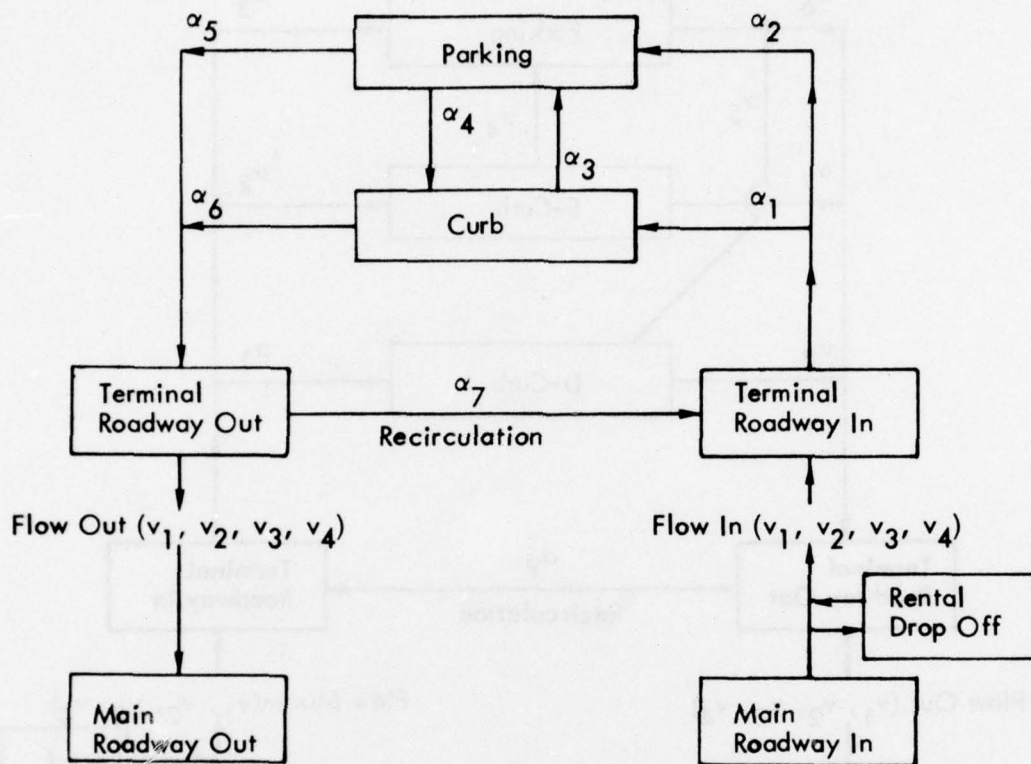 α5
Parking
α2
α4
α3
α6
Curb
α1
Terminal
Roadway Out
α7
Recirculation
Terminal
Roadway In
Flow Out (v1, v2, v3, v4)
Flow In (v1, v2, v3, v4)
Rental
Drop Off
Main
Roadway Out
Main
Roadway In